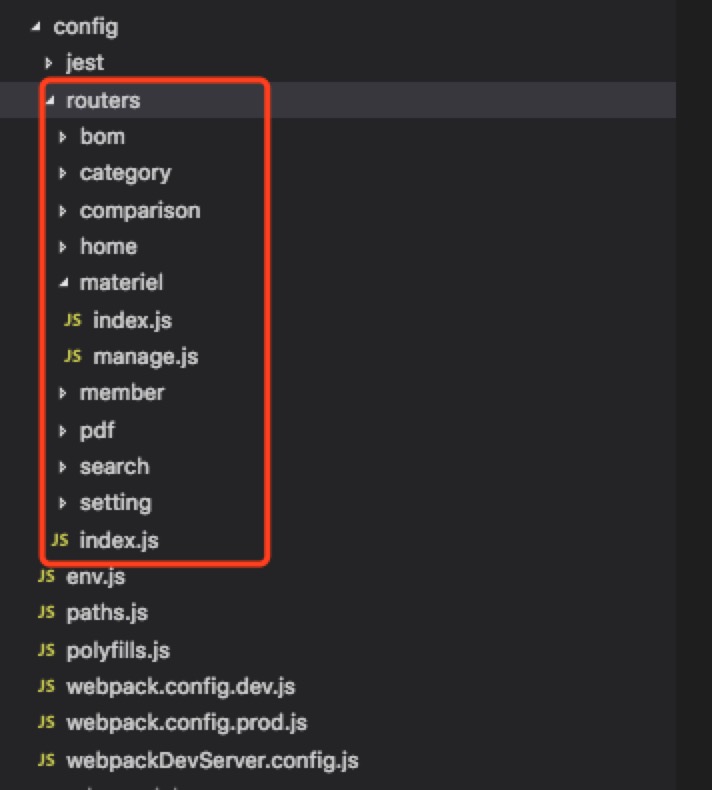 config
jest
routers
bom
category
comparison
home
materiel
JS index.js
JS manage.js
member
pdf
search
setting
JS index.js
JS env.js
JS paths.js
JS polyfills.js
JS webpack.config.dev.js
JS webpack.config.prod.js
JS webpackDevServer.config.js